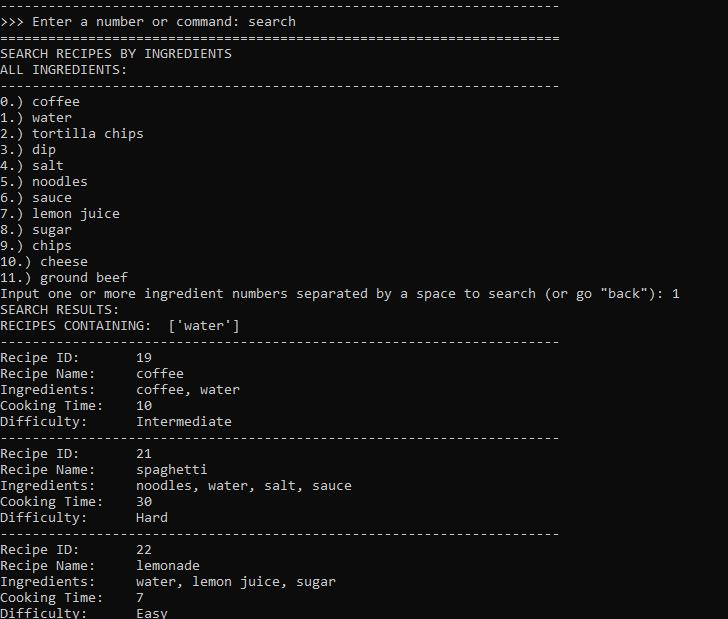 ----------------------------------------------------------------------
>>> Enter a number or command: search
======================================================================
SEARCH RECIPES BY INGREDIENTS
ALL INGREDIENTS:
----------------------------------------------------------------------
0.) coffee
1.) water
2.) tortilla chips
3.) dip
4.) salt
5.) noodles
6.) sauce
7.) lemon juice
8.) sugar
9.) chips
10.) cheese
11.) ground beef
Input one or more ingredient numbers separated by a space to search (or go "back"): 1
SEARCH RESULTS:
RECIPES CONTAINING:  ['water']
----------------------------------------------------------------------
Recipe ID:       19
Recipe Name:     coffee
Ingredients:     coffee, water
Cooking Time:    10
Difficulty:      Intermediate
----------------------------------------------------------------------
Recipe ID:       21
Recipe Name:     spaghetti
Ingredients:     noodles, water, salt, sauce
Cooking Time:    30
Difficulty:      Hard
----------------------------------------------------------------------
Recipe ID:       22
Recipe Name:     lemonade
Ingredients:     water, lemon juice, sugar
Cooking Time:    7
Difficulty:      Easy